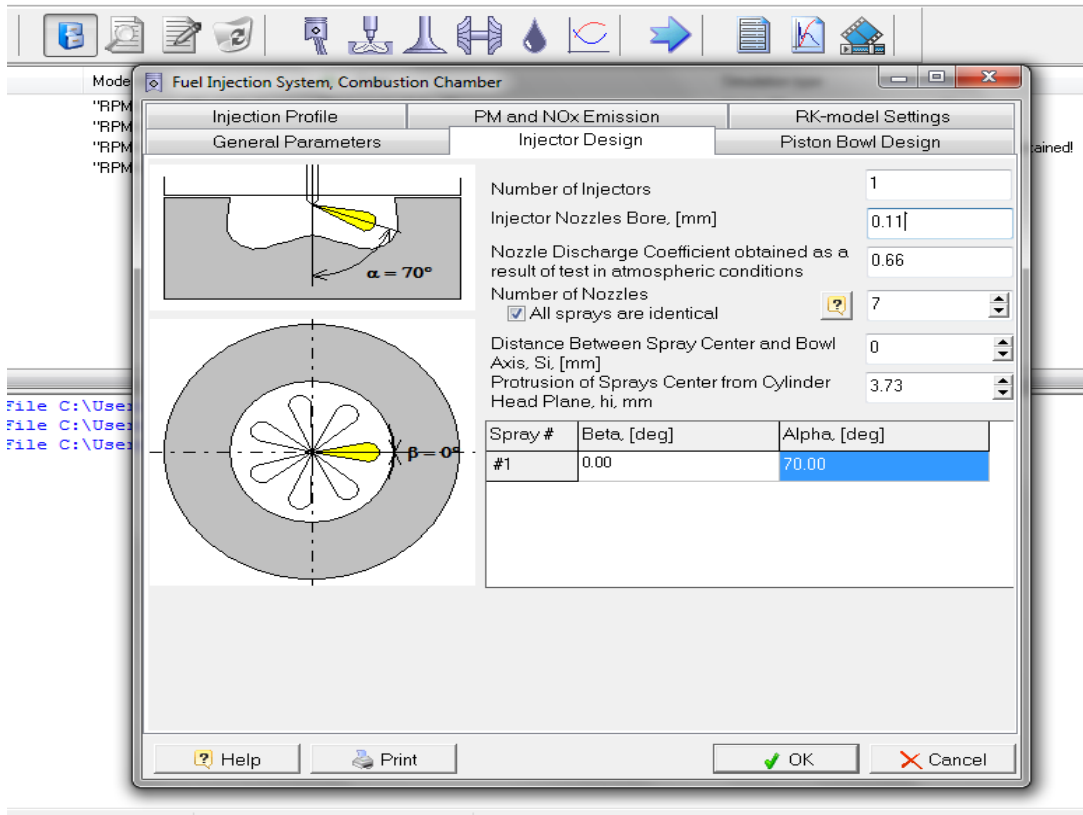 Mode
Fuel Injection System, Combustion Chamber
"RPM
"RPM
"RPM
"RPM
tained!
Injection Profile
PM and NOx Emission
RK-model Settings
General Parameters
Injector Design
Piston Bowl Design
α = 70°
β = 0°
Number of Injectors
1
Injector Nozzles Bore, [mm]
0.11
Nozzle Discharge Coefficient obtained as a
result of test in atmospheric conditions
0.66
Number of Nozzles
All sprays are identical
7
Distance Between Spray Center and Bowl
Axis, Si, [mm]
0
Protrusion of Sprays Center from Cylinder
Head Plane, hi, mm
3.73
Spray # Beta, [deg] Alpha, [deg]
#1 0.00 70.00
File C:\User
File C:\User
File C:\User
Help
Print
OK
Cancel